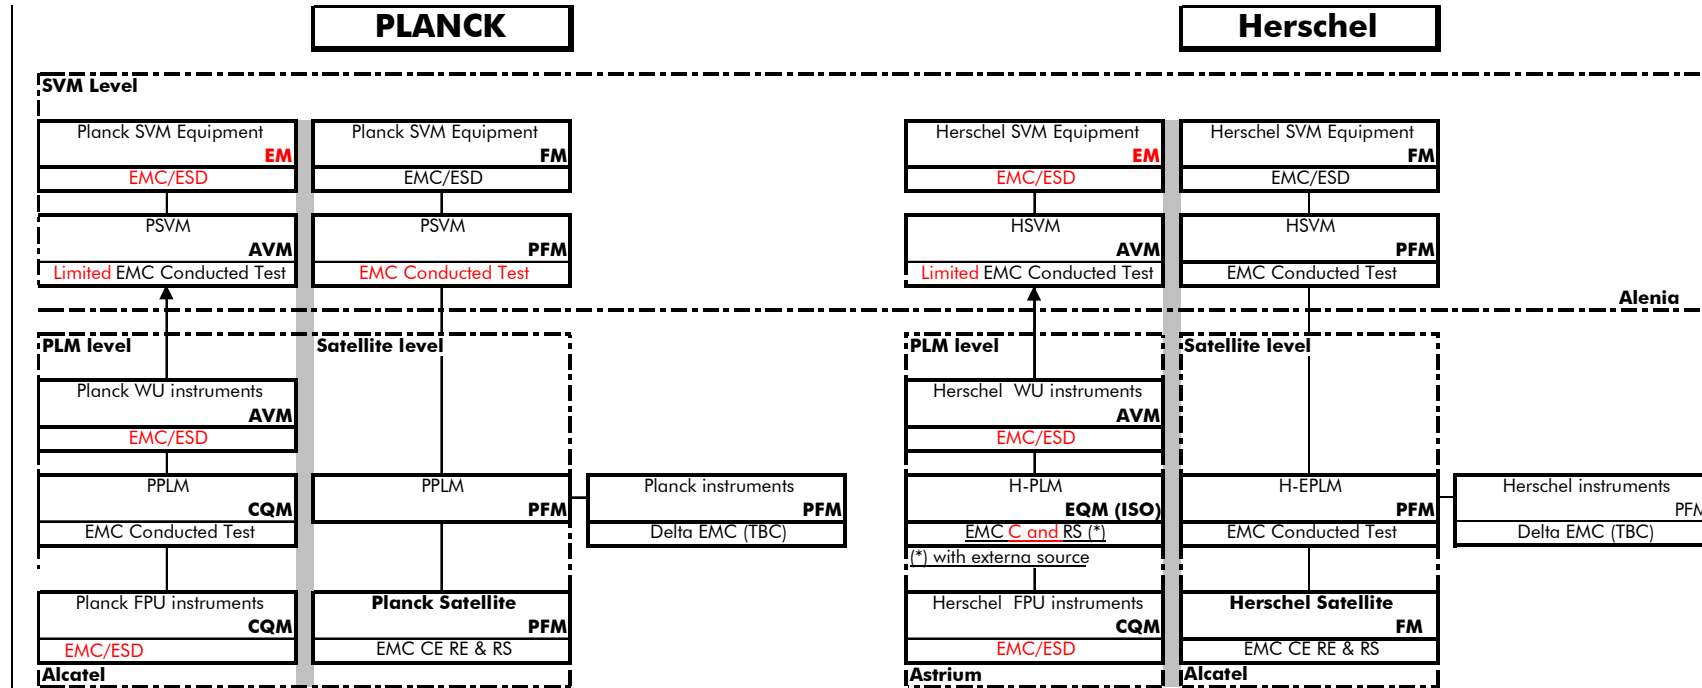 PLANCK
Herschel
SVM Level
Planck SVM Equipment
EM
EMC/ESD
Planck SVM Equipment
FM
EMC/ESD
Herschel SVM Equipment
EM
EMC/ESD
Herschel SVM Equipment
FM
EMC/ESD
PSVM
AVM
Limited EMC Conducted Test
PSVM
PFM
EMC Conducted Test
HSVM
AVM
Limited EMC Conducted Test
HSVM
PFM
EMC Conducted Test
Alenia
PLM level
Satellite level
PLM level
Satellite level
Planck WU instruments
AVM
EMC/ESD
Herschel WU instruments
AVM
EMC/ESD
PPLM
CQM
EMC Conducted Test
PPLM
PFM
Planck instruments
PFM
Delta EMC (TBC)
H-PLM
EQM (ISO)
EMC C and RS (*)
(*) with externa source
H-EPLM
PFM
EMC Conducted Test
Herschel instruments
PFM
Delta EMC (TBC)
Planck FPU instruments
CQM
EMC/ESD
Planck Satellite
PFM
EMC CE RE & RS
Herschel FPU instruments
CQM
EMC/ESD
Herschel Satellite
FM
EMC CE RE & RS
Alcatel
Astrium
Alcatel